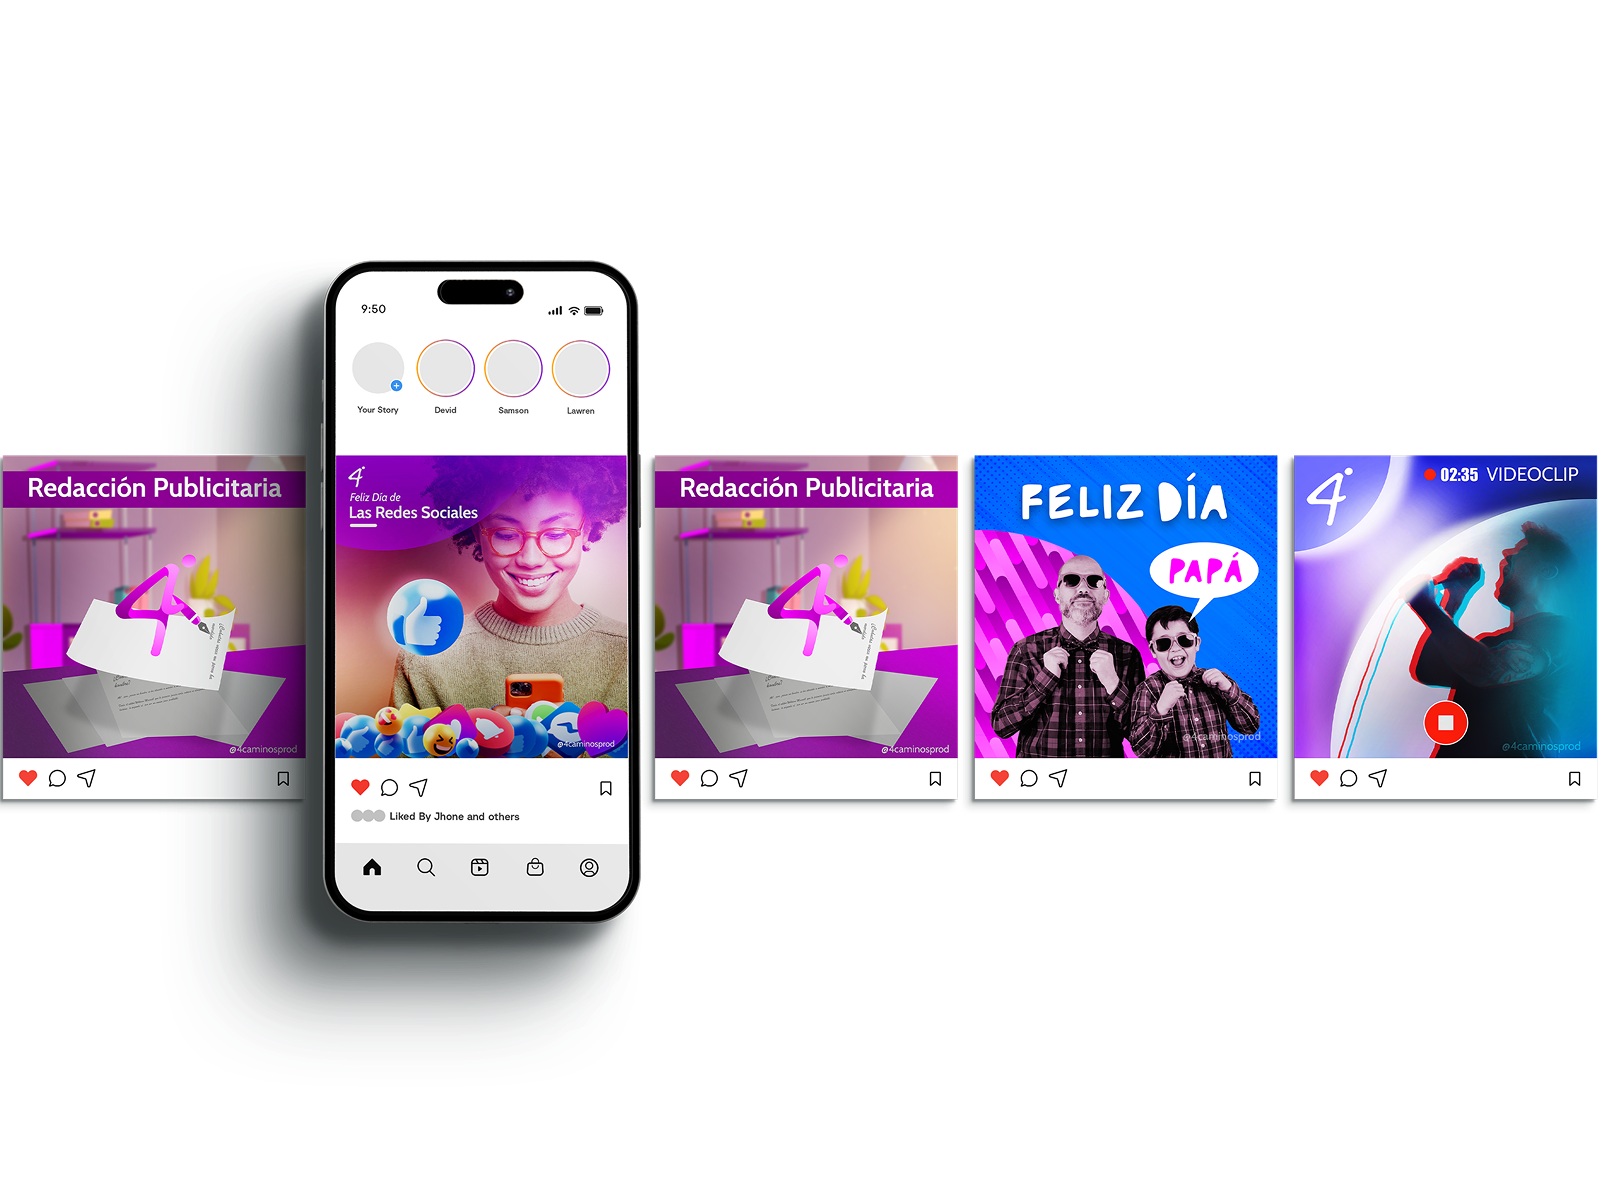 Redacción Publicitaria
@4caminosprod
9:50
Your Story
Devid
Samson
Lawren
4
Feliz Día de
Las Redes Sociales
@4caminosprod
Liked By Jhone and others
Redacción Publicitaria
@4caminosprod
FELIZ DÍA
PAPÁ
@4caminosprod
4
02:35 VIDEOCLIP
@4caminosprod